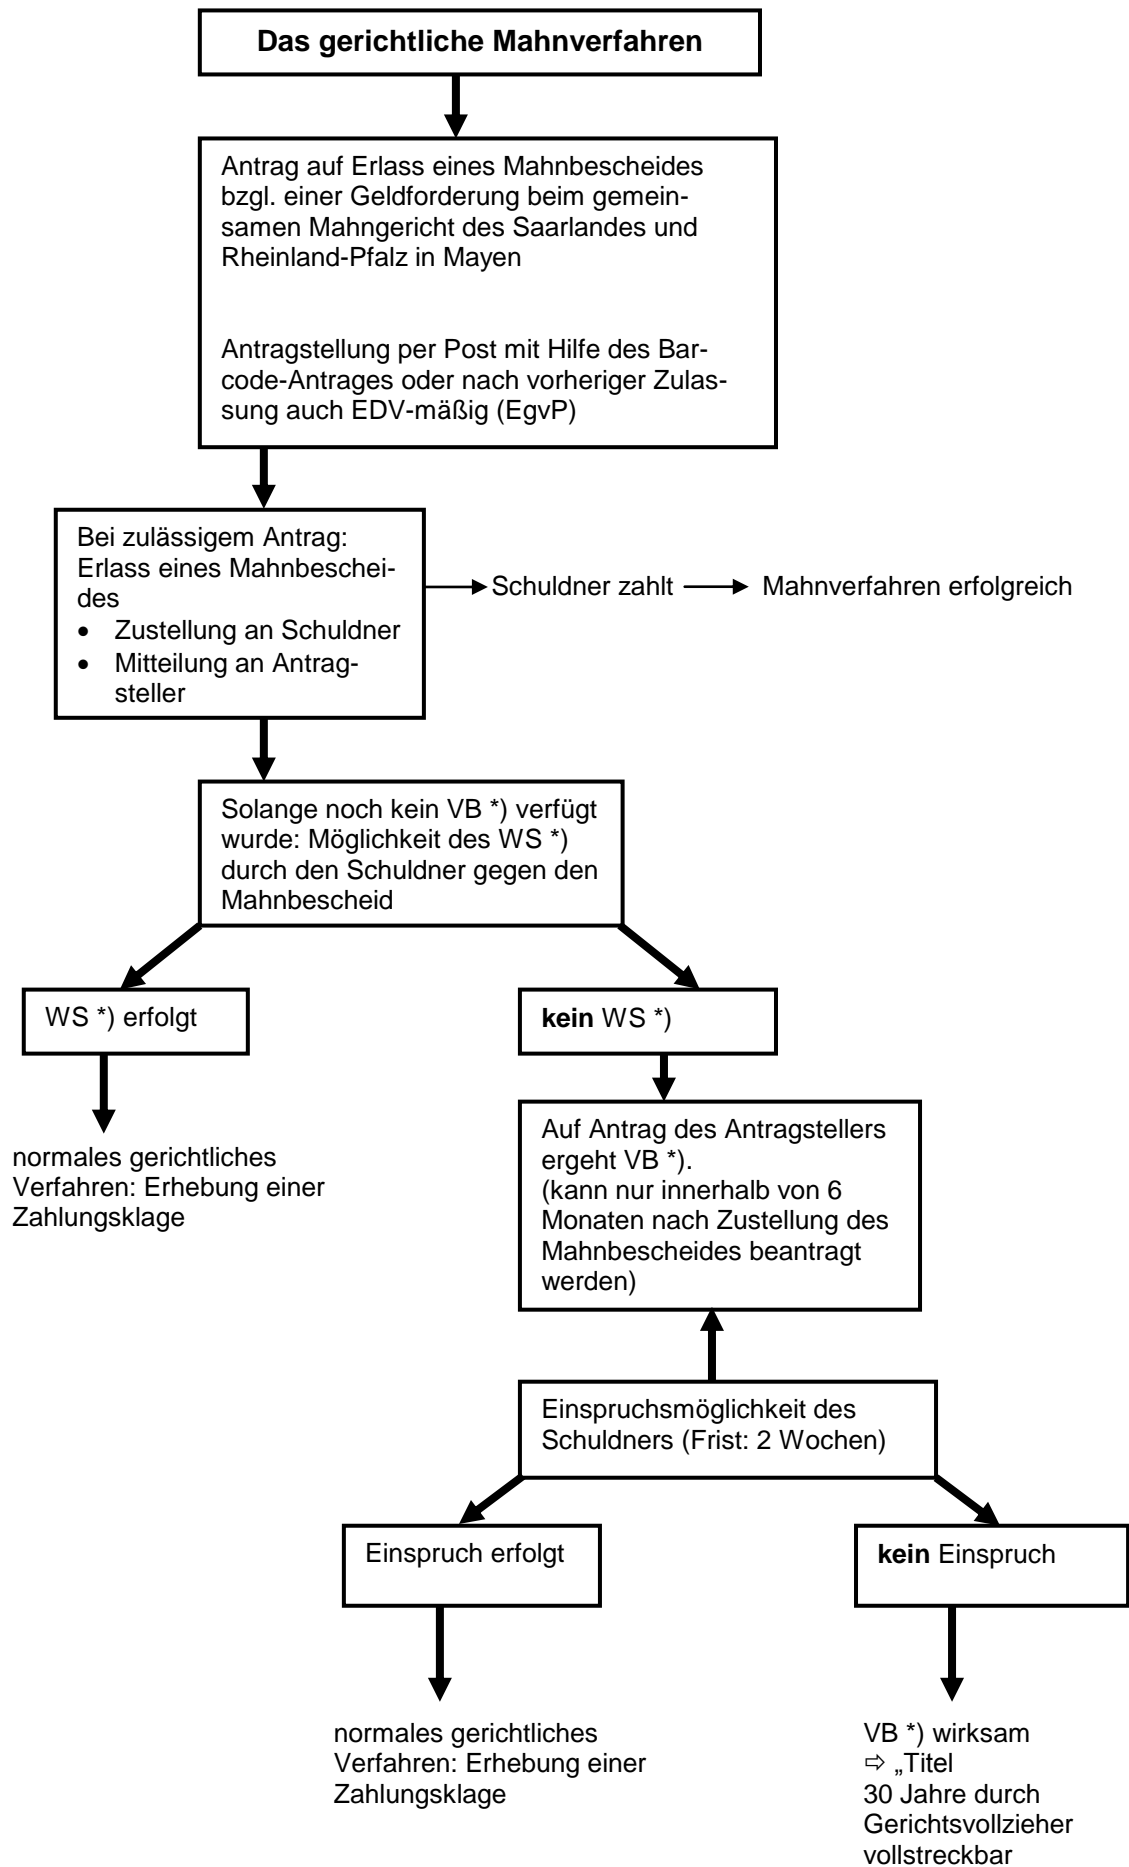 Das gerichtliche Mahnverfahren
Antrag auf Erlass eines Mahnbescheides
bzgl. einer Geldforderung beim gemein-
samen Mahngericht des Saarlandes und
Rheinland-Pfalz in Mayen
Antragstellung per Post mit Hilfe des Bar-
code-Antrages oder nach vorheriger Zulas-
sung auch EDV-mäßig (EgvP)
Bei zulässigem Antrag:
Erlass eines Mahnbeschei-
des
• Zustellung an Schuldner
• Mitteilung an Antrag-
steller
Schuldner zahlt
Mahnverfahren erfolgreich
Solange noch kein VB *) verfügt
wurde: Möglichkeit des WS *)
durch den Schuldner gegen den
Mahnbescheid
WS *) erfolgt
kein WS *)
normales gerichtliches
Verfahren: Erhebung einer
Zahlungsklage
Auf Antrag des Antragstellers
ergeht VB *).
(kann nur innerhalb von 6
Monaten nach Zustellung des
Mahnbescheides beantragt
werden)
Einspruchsmöglichkeit des
Schuldners (Frist: 2 Wochen)
Einspruch erfolgt
kein Einspruch
normales gerichtliches
Verfahren: Erhebung einer
Zahlungsklage
VB *) wirksam
⇨ „Titel
30 Jahre durch
Gerichtsvollzieher
vollstreckbar